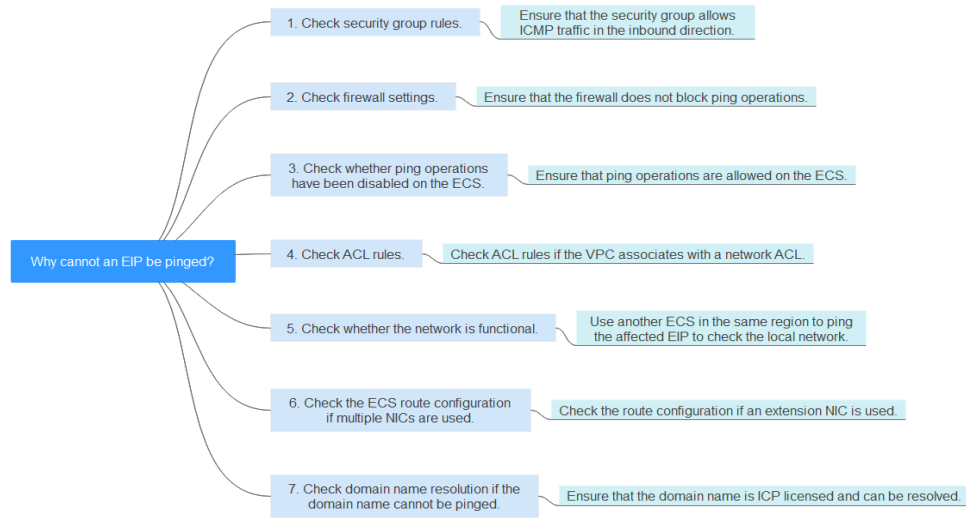 Why cannot an EIP be pinged?
1. Check security group rules.
Ensure that the security group allows
ICMP traffic in the inbound direction.
2. Check firewall settings.
Ensure that the firewall does not block ping operations.
3. Check whether ping operations
have been disabled on the ECS.
Ensure that ping operations are allowed on the ECS.
4. Check ACL rules.
Check ACL rules if the VPC associates with a network ACL.
5. Check whether the network is functional.
Use another ECS in the same region to ping
the affected EIP to check the local network.
6. Check the ECS route configuration
if multiple NICs are used.
Check the route configuration if an extension NIC is used.
7. Check domain name resolution if the
domain name cannot be pinged.
Ensure that the domain name is ICP licensed and can be resolved.